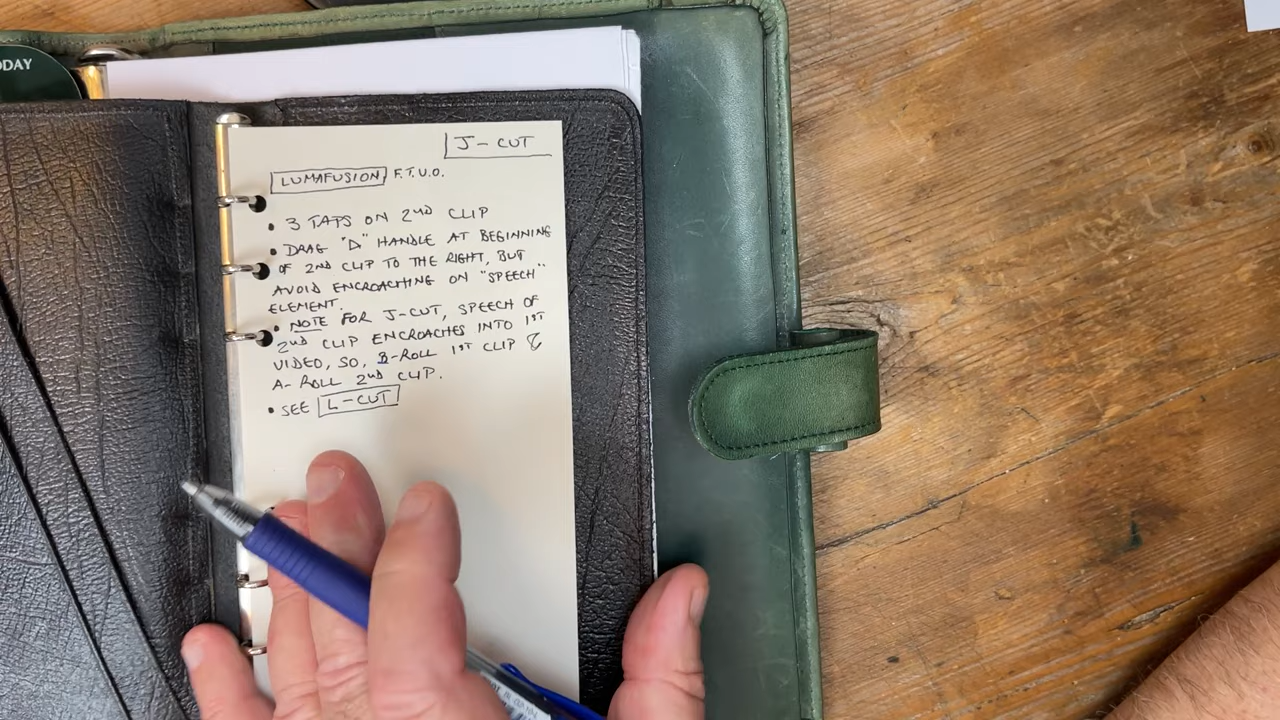 ODAY
J-CUT
LUMAFUSION F.T.V.O.
• 3 TAPS ON 2ND CLIP
• DRAG "△" HANDLE AT BEGINNING
OF 2ND CLIP TO THE RIGHT, BUT
AVOID ENCROACHING ON "SPEECH"
ELEMENT.
• NOTE FOR J-CUT, SPEECH OF
2ND CLIP ENCROACHES INTO 1ST
VIDEO, SO, B-ROLL 1ST CLIP &
A-ROLL 2ND CLIP.
• SEE L-CUT